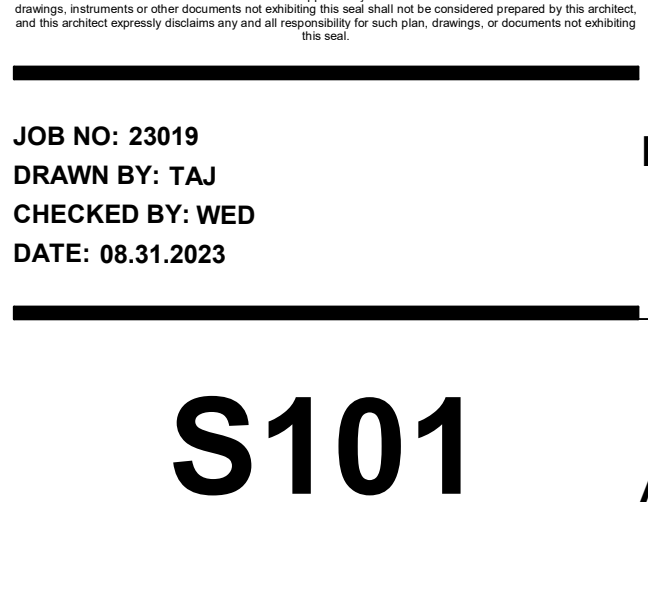 drawings, instruments or other documents not exhibiting this seal shall not be considered prepared by this architect,
and this architect expressly disclaims any and all responsibility for such plan, drawings, or documents not exhibiting
this seal.
JOB NO: 23019
DRAWN BY: TAJ
CHECKED BY: WED
DATE: 08.31.2023
S101